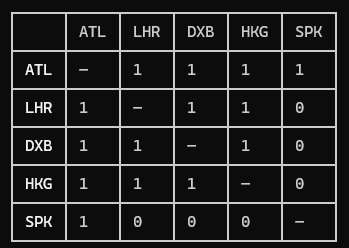 ATL LHR DXB HKG SPK
ATL – 1 1 1 1
LHR 1 – 1 1 0
DXB 1 1 – 1 0
HKG 1 1 1 – 0
SPK 1 0 0 0 –